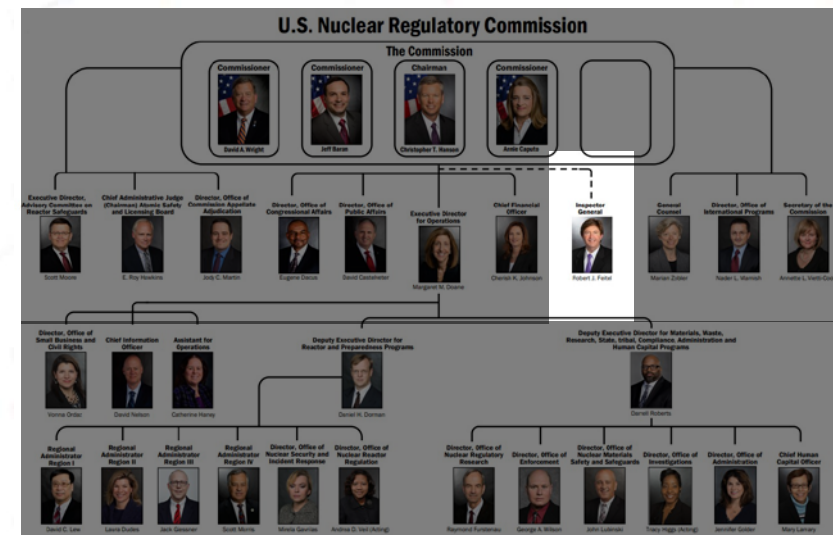 U.S. Nuclear Regulatory Commission
The Commission
Commissioner
David A. Wright
Commissioner
Jeff Baran
Chairman
Christopher T. Hanson
Commissioner
Annie Caputo
Executive Director,
Advisory Committee on
Reactor Safeguards
Scott Moore
Chief Administrative Judge
(Chairman) Atomic Safety
and Licensing Board
E. Roy Hawkins
Director, Office of
Commission Appellate
Adjudication
Jody C. Martin
Director, Office of
Congressional Affairs
Eugene Dacus
Director, Office of
Public Affairs
David Castelveter
Executive Director
for Operations
Margaret M. Doane
Chief Financial
Officer
Cherish K. Johnson
Inspector
General
Robert J. Feitel
General
Counsel
Marian Zobler
Director, Office of
International Programs
Nader L. Mamish
Secretary of the
Commission
Annette L. Vietti-Cook
Director, Office of
Small Business and
Civil Rights
Vonna Ordaz
Chief Information
Officer
David Nelson
Assistant for
Operations
Catherine Haney
Deputy Executive Director for
Reactor and Preparedness Programs
Daniel H. Dorman
Deputy Executive Director for Materials, Waste,
Research, State, tribal, Compliance, Administration and
Human Capital Programs
Darrell Roberts
Regional
Administrator
Region I
David C. Lew
Regional
Administrator
Region II
Laura Dudes
Regional
Administrator
Region III
Jack Giessner
Regional
Administrator
Region IV
Scott Morris
Director, Office of
Nuclear Security and
Incident Response
Mirela Gavrilas
Director, Office of
Nuclear Reactor
Regulation
Andrea D. Veil (Acting)
Director, Office of
Nuclear Regulatory
Research
Raymond Furstenau
Director, Office of
Enforcement
George A. Wilson
Director, Office of
Nuclear Materials
Safety and Safeguards
John Lubinski
Director, Office of
Investigations
Tracy Higgs (Acting)
Director, Office of
Administration
Jennifer Golder
Chief Human
Capital Officer
Mary Lamary